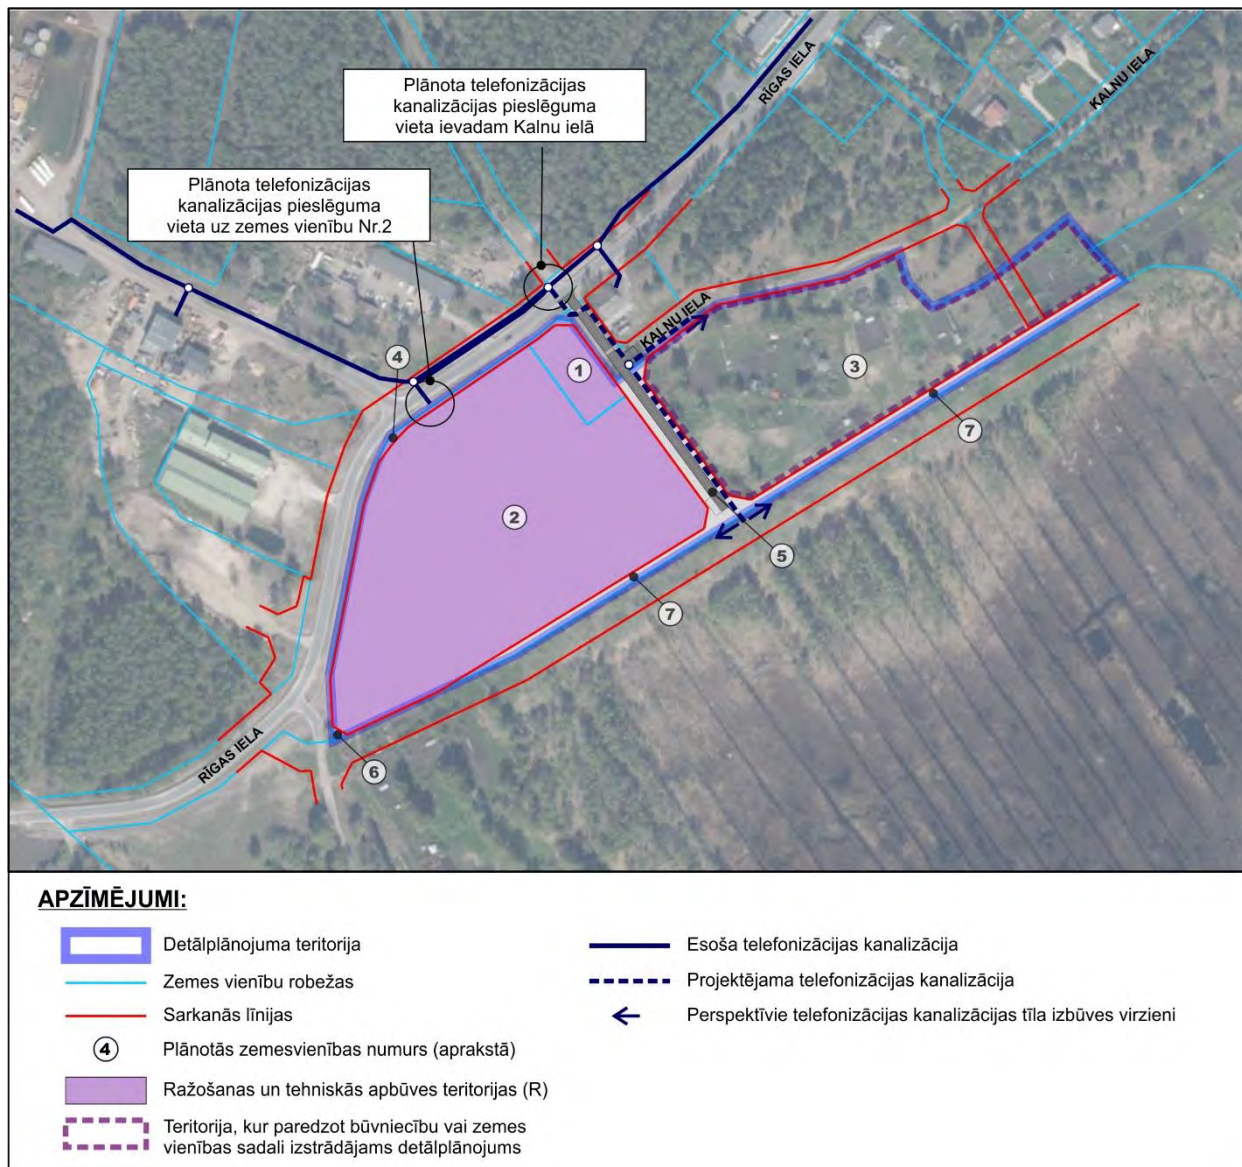 Plānota telefonizācijas
kanalizācijas pieslēguma
vieta ievadam Kalnu ielā
Plānota telefonizācijas
kanalizācijas pieslēguma
vieta uz zemes vienību Nr.2
RĪGAS IELA
KALNU IELA
KALNU IELA
4
1
3
7
2
5
7
RĪGAS IELA
6
APZĪMĒJUMI:
Detālplānojuma teritorija
Zemes vienību robežas
Sarkanās līnijas
4 Plānotās zemesvienības numurs (aprakstā)
Ražošanas un tehniskās apbūves teritorijas (R)
Teritorija, kur paredzot būvniecību vai zemes
vienības sadali izstrādājams detālplānojums
Esoša telefonizācijas kanalizācija
Projektējama telefonizācijas kanalizācija
Perspektīvie telefonizācijas kanalizācijas tīla izbūves virzieni